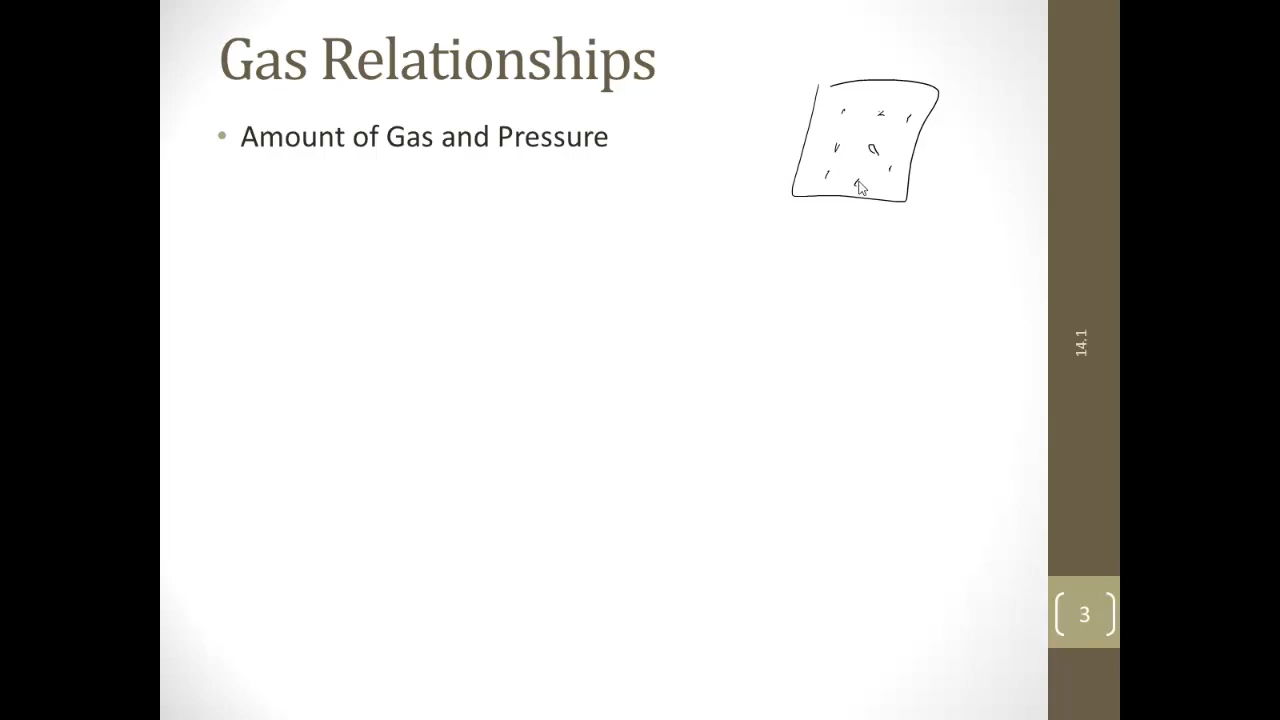 Gas Relationships
• Amount of Gas and Pressure
14.1
3